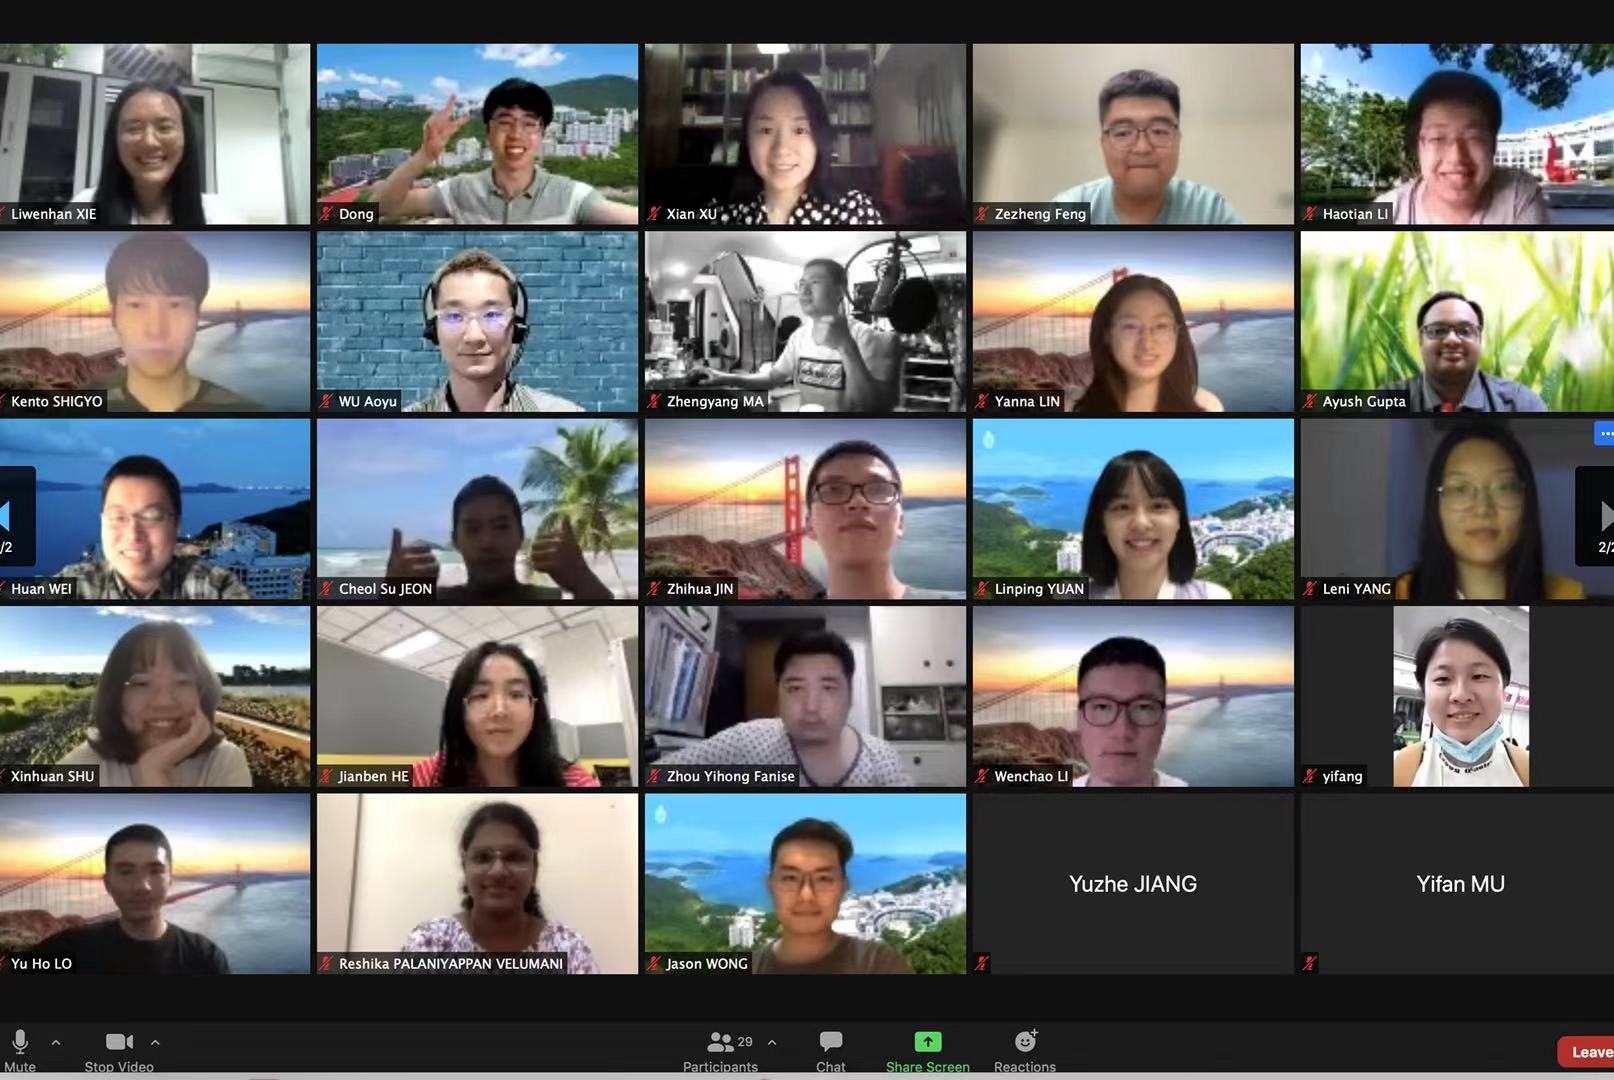 Liwenhan XIE
Dong
Xian XU
Zezheng Feng
Haotian LI
Kento SHIGYO
WU Aoyu
Zhengyang MA
Yanna LIN
Ayush Gupta
/2
2/2
Huan WEI
Cheol Su JEON
Zhihua JIN
Linping YUAN
Leni YANG
Xinhuan SHU
Jianben HE
Zhou Yihong Fanise
Wenchao LI
yifang
Yuzhe JIANG
Yifan MU
Yu Ho LO
Reshika PALANIYAPPAN VELUMANI
Jason WONG
29
Mute
Stop Video
Participants
Chat
Share Screen
Reactions
Leave